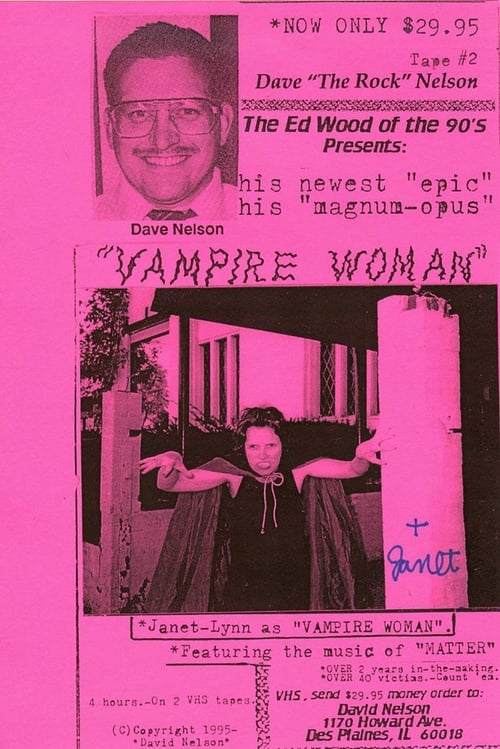 *NOW ONLY $29.95
Tape #2
Dave "The Rock" Nelson
The Ed Wood of the 90's
Presents:
his newest "epic"
his "magnum-opus"
Dave Nelson
"VAMPIRE WOMAN"
+
Janet
*Janet-Lynn as "VAMPIRE WOMAN".
*Featuring the music of "MATTER"
*OVER 2 years in-the-making.
*OVER 40 victims.-Count 'em.
4 hours.-On 2 VHS tapes.
VHS, send $29.95 money order to:
David Nelson
1170 Howard Ave.
Des Plaines, IL 60018
(C)Copyright 1995-
*David Nelson*